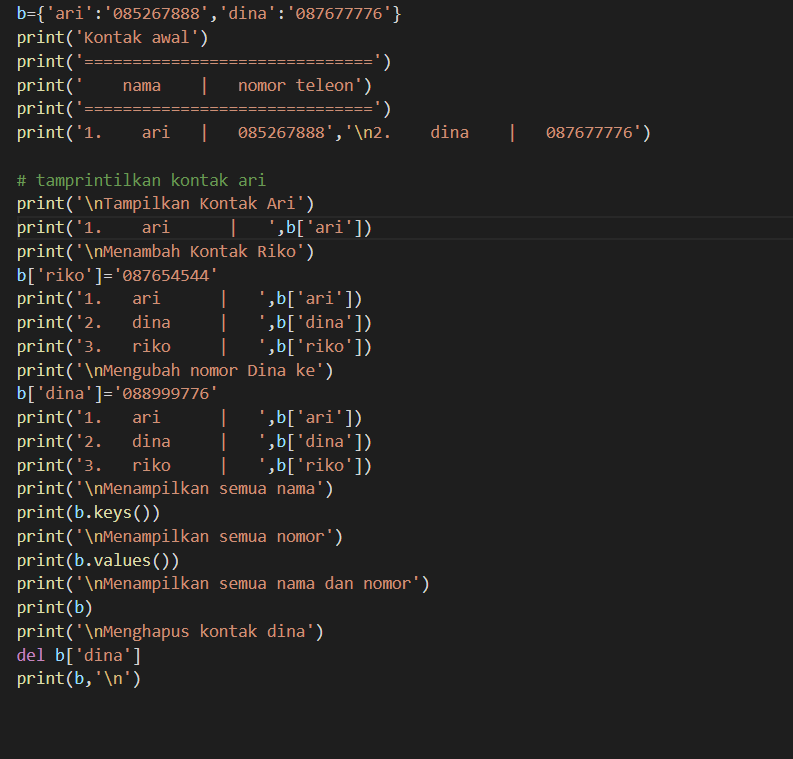 b={'ari':'085267888','dina':'087677776'}
print('Kontak awal')
print('==============================')
print('    nama    |   nomor teleon')
print('==============================')
print('1.    ari   |   085267888','\n2.    dina    |   087677776')
# tamprintilkan kontak ari
print('\nTampilkan Kontak Ari')
print('1.    ari      |   ',b['ari'])
print('\nMenambah Kontak Riko')
b['riko']='087654544'
print('1.   ari      |   ',b['ari'])
print('2.   dina     |   ',b['dina'])
print('3.   riko     |   ',b['riko'])
print('\nMengubah nomor Dina ke')
b['dina']='088999776'
print('1.   ari      |   ',b['ari'])
print('2.   dina     |   ',b['dina'])
print('3.   riko     |   ',b['riko'])
print('\nMenampilkan semua nama')
print(b.keys())
print('\nMenampilkan semua nomor')
print(b.values())
print('\nMenampilkan semua nama dan nomor')
print(b)
print('\nMenghapus kontak dina')
del b['dina']
print(b,'\n')